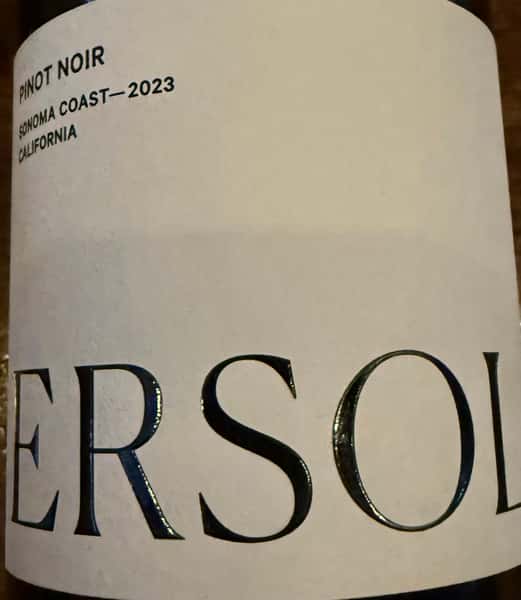 PINOT NOIR
SONOMA COAST—2023
CALIFORNIA
ERSOL